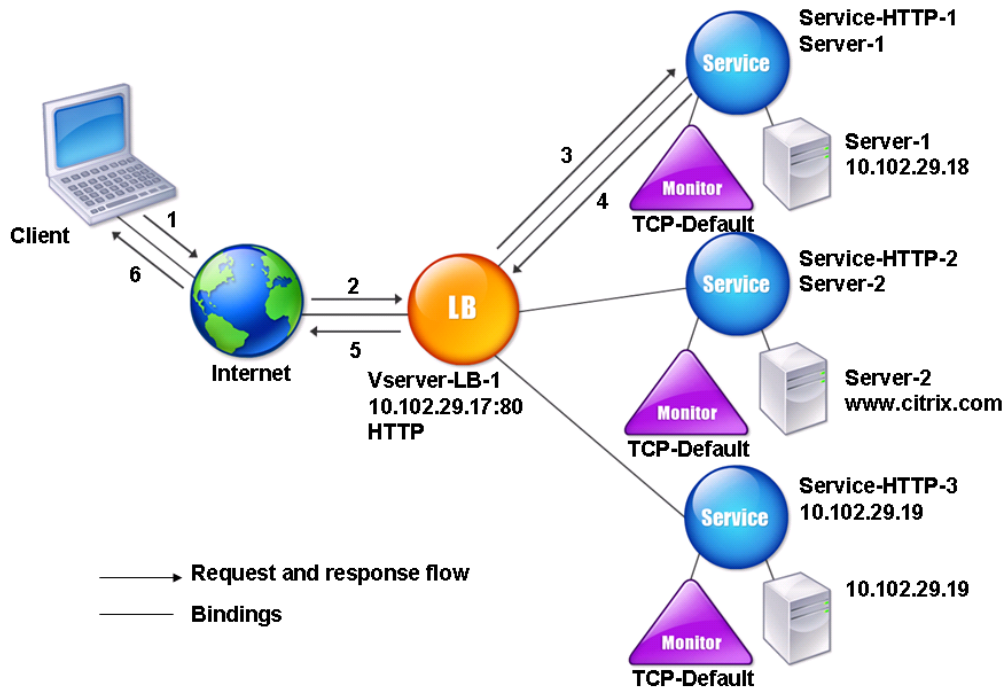 Service-HTTP-1
Server-1
Service
3
4
Server-1
10.102.29.18
Monitor
TCP-Default
Client
1
6
Internet
2
5
LB
Vserver-LB-1
10.102.29.17:80
HTTP
Service-HTTP-2
Server-2
Service
Server-2
www.citrix.com
Monitor
TCP-Default
Service-HTTP-3
10.102.29.19
Service
10.102.29.19
Monitor
TCP-Default
Request and response flow
Bindings